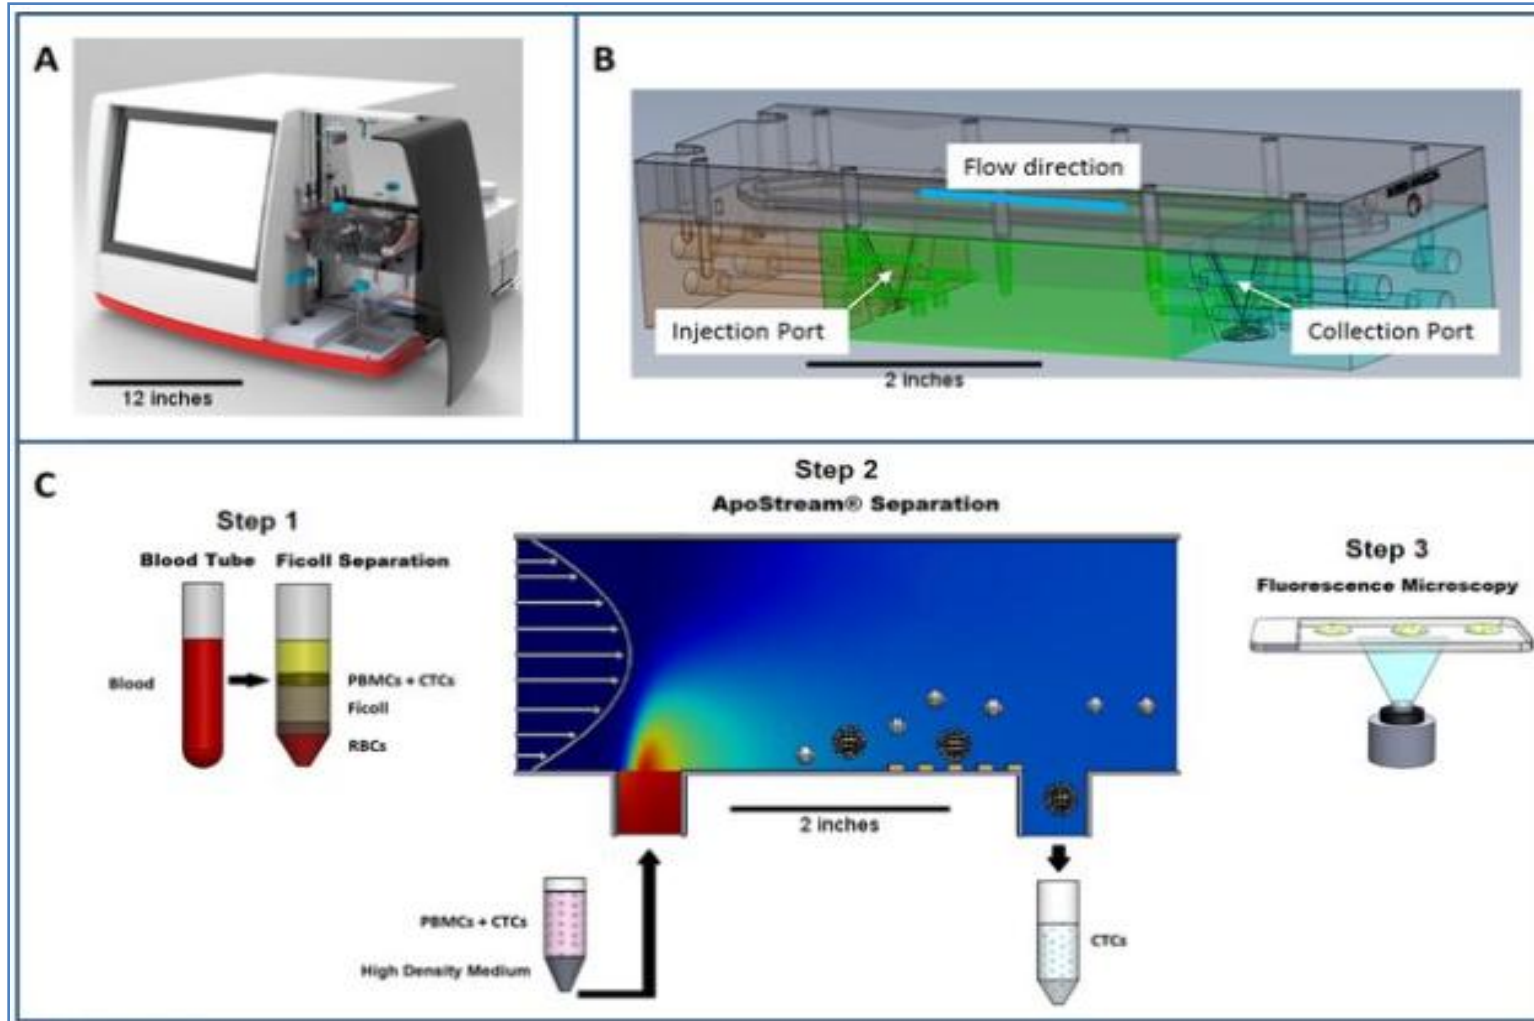 A
12 inches
B
Flow direction
Injection Port
Collection Port
2 inches
C
Step 1
Blood Tube
Ficoll Separation
Blood
PBMCs + CTCs
Ficoll
RBCs
Step 2
ApoStream® Separation
2 inches
PBMCs + CTCs
High Density Medium
CTCs
Step 3
Fluorescence Microscopy